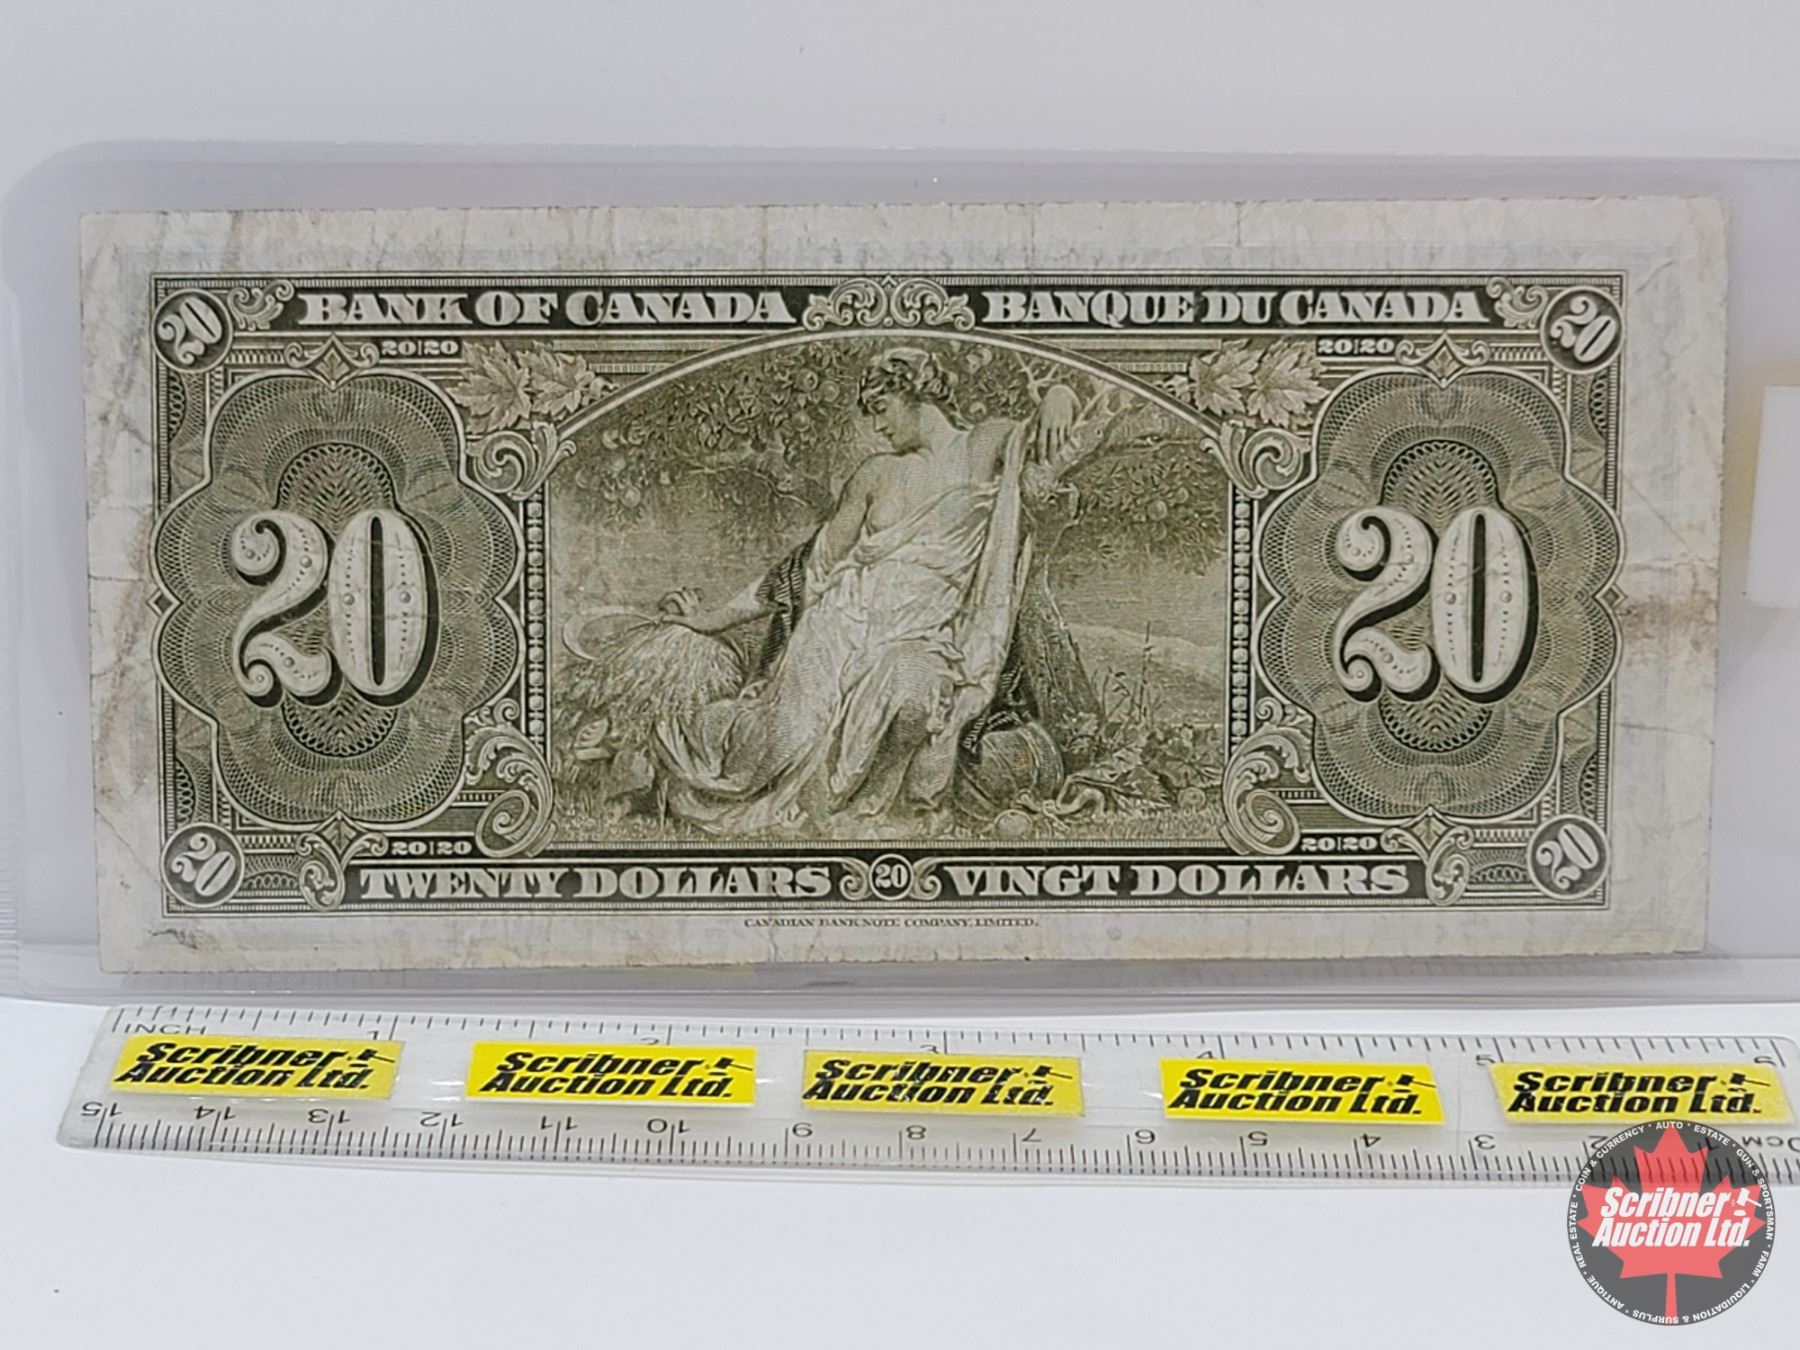 BANK OF CANADA BANQUE DU CANADA
20 20|20 20|20 20
20 20
20 20|20 20|20 20
TWENTY DOLLARS 20 VINGT DOLLARS
CANADIAN BANK NOTE COMPANY, LIMITED.
INCH 1 2 3 4 5 6
Scribner Auction Ltd. Scribner Auction Ltd. Scribner Auction Ltd. Scribner Auction Ltd. Scribner Auction Ltd.
15 14 13 12 11 10 9 8 7 6 5 4 3 2 1 0CM
COIN & CURRENCY • AUTO • ESTATE • GUN & SPORTSMAN • FARM • LIQUIDATION & SURPLUS • ANTIQUE • REAL ESTATE •
Scribner
Auction Ltd.